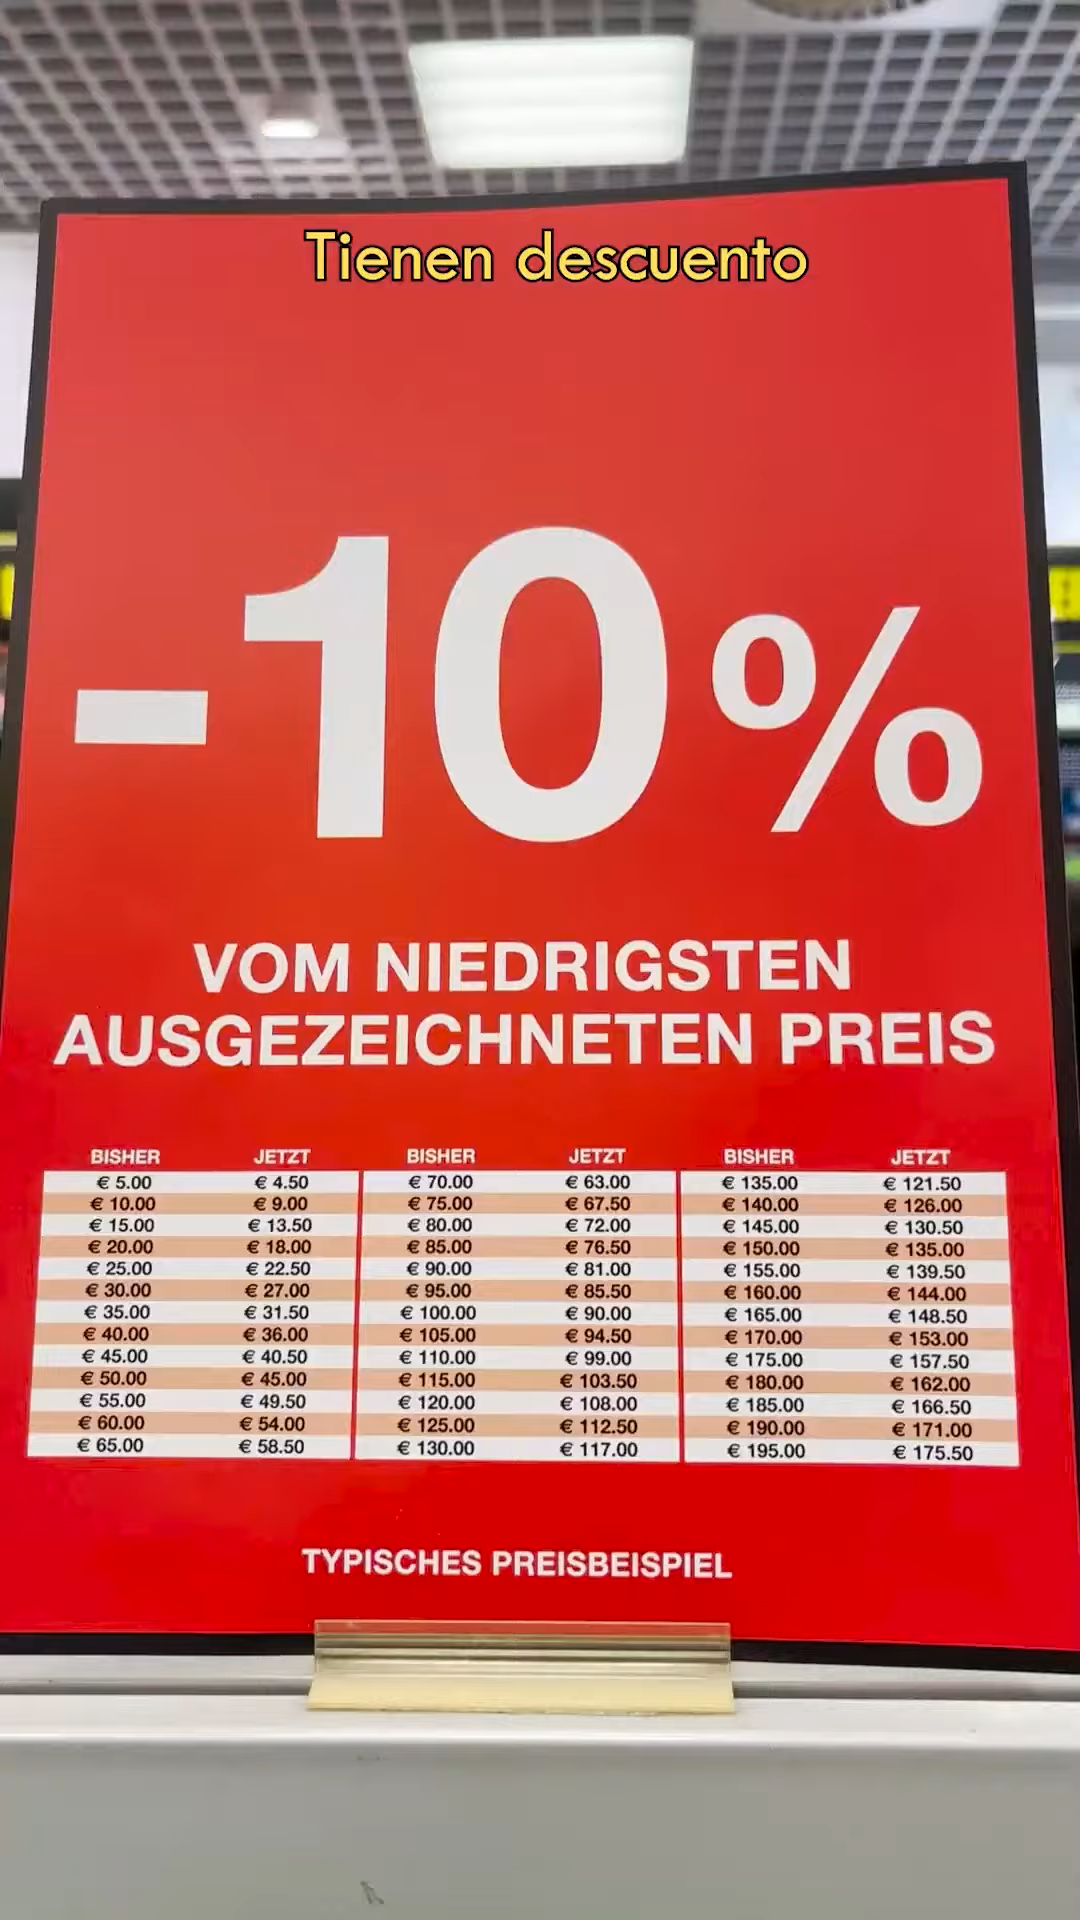 Tienen descuento
-10%
VOM NIEDRIGSTEN
AUSGEZEICHNETEN PREIS
BISHER JETZT BISHER JETZT BISHER JETZT
€ 5.00 € 4.50 € 70.00 € 63.00 € 135.00 € 121.50
€ 10.00 € 9.00 € 75.00 € 67.50 € 140.00 € 126.00
€ 15.00 € 13.50 € 80.00 € 72.00 € 145.00 € 130.50
€ 20.00 € 18.00 € 85.00 € 76.50 € 150.00 € 135.00
€ 25.00 € 22.50 € 90.00 € 81.00 € 155.00 € 139.50
€ 30.00 € 27.00 € 95.00 € 85.50 € 160.00 € 144.00
€ 35.00 € 31.50 € 100.00 € 90.00 € 165.00 € 148.50
€ 40.00 € 36.00 € 105.00 € 94.50 € 170.00 € 153.00
€ 45.00 € 40.50 € 110.00 € 99.00 € 175.00 € 157.50
€ 50.00 € 45.00 € 115.00 € 103.50 € 180.00 € 162.00
€ 55.00 € 49.50 € 120.00 € 108.00 € 185.00 € 166.50
€ 60.00 € 54.00 € 125.00 € 112.50 € 190.00 € 171.00
€ 65.00 € 58.50 € 130.00 € 117.00 € 195.00 € 175.50
TYPISCHES PREISBEISPIEL